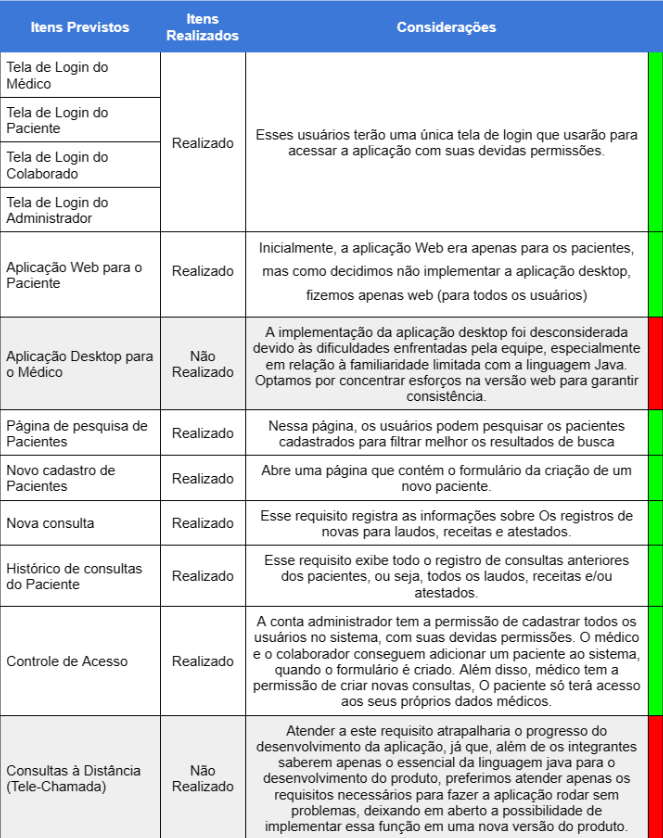 Itens Previstos
Itens
Realizados
Considerações
Tela de Login do
Médico
Tela de Login do
Paciente
Tela de Login do
Colaborado
Tela de Login do
Administrador
Realizado
Esses usuários terão uma única tela de login que usarão para
acessar a aplicação com suas devidas permissões.
Aplicação Web para o
Paciente
Realizado
Inicialmente, a aplicação Web era apenas para os pacientes,
mas como decidimos não implementar a aplicação desktop,
fizemos apenas web (para todos os usuários)
Aplicação Desktop para
o Médico
Não
Realizado
A implementação da aplicação desktop foi desconsiderada
devido às dificuldades enfrentadas pela equipe, especialmente
em relação à familiaridade limitada com a linguagem Java.
Optamos por concentrar esforços na versão web para garantir
consistência.
Página de pesquisa de
Pacientes
Realizado
Nessa página, os usuários podem pesquisar os pacientes
cadastrados para filtrar melhor os resultados de busca
Novo cadastro de
Pacientes
Realizado
Abre uma página que contém o formulário da criação de um
novo paciente.
Nova consulta
Realizado
Esse requisito registra as informações sobre Os registros de
novas para laudos, receitas e atestados.
Histórico de consultas
do Paciente
Realizado
Esse requisito exibe todo o registro de consultas anteriores
dos pacientes, ou seja, todos os laudos, receitas e/ou
atestados.
Controle de Acesso
Realizado
A conta administrador tem a permissão de cadastrar todos os
usuários no sistema, com suas devidas permissões. O médico
e o colaborador conseguem adicionar um paciente ao sistema,
quando o formulário é criado. Além disso, médico tem a
permissão de criar novas consultas, O paciente só terá acesso
aos seus próprios dados médicos.
Consultas à Distância
(Tele-Chamada)
Não
Realizado
Atender a este requisito atrapalharia o progresso do
desenvolvimento da aplicação, já que, além de os integrantes
saberem apenas o essencial da linguagem java para o
desenvolvimento do produto, preferimos atender apenas os
requisitos necessários para fazer a aplicação rodar sem
problemas, deixando em aberto a possibilidade de
implementar essa função em uma nova versão do produto.